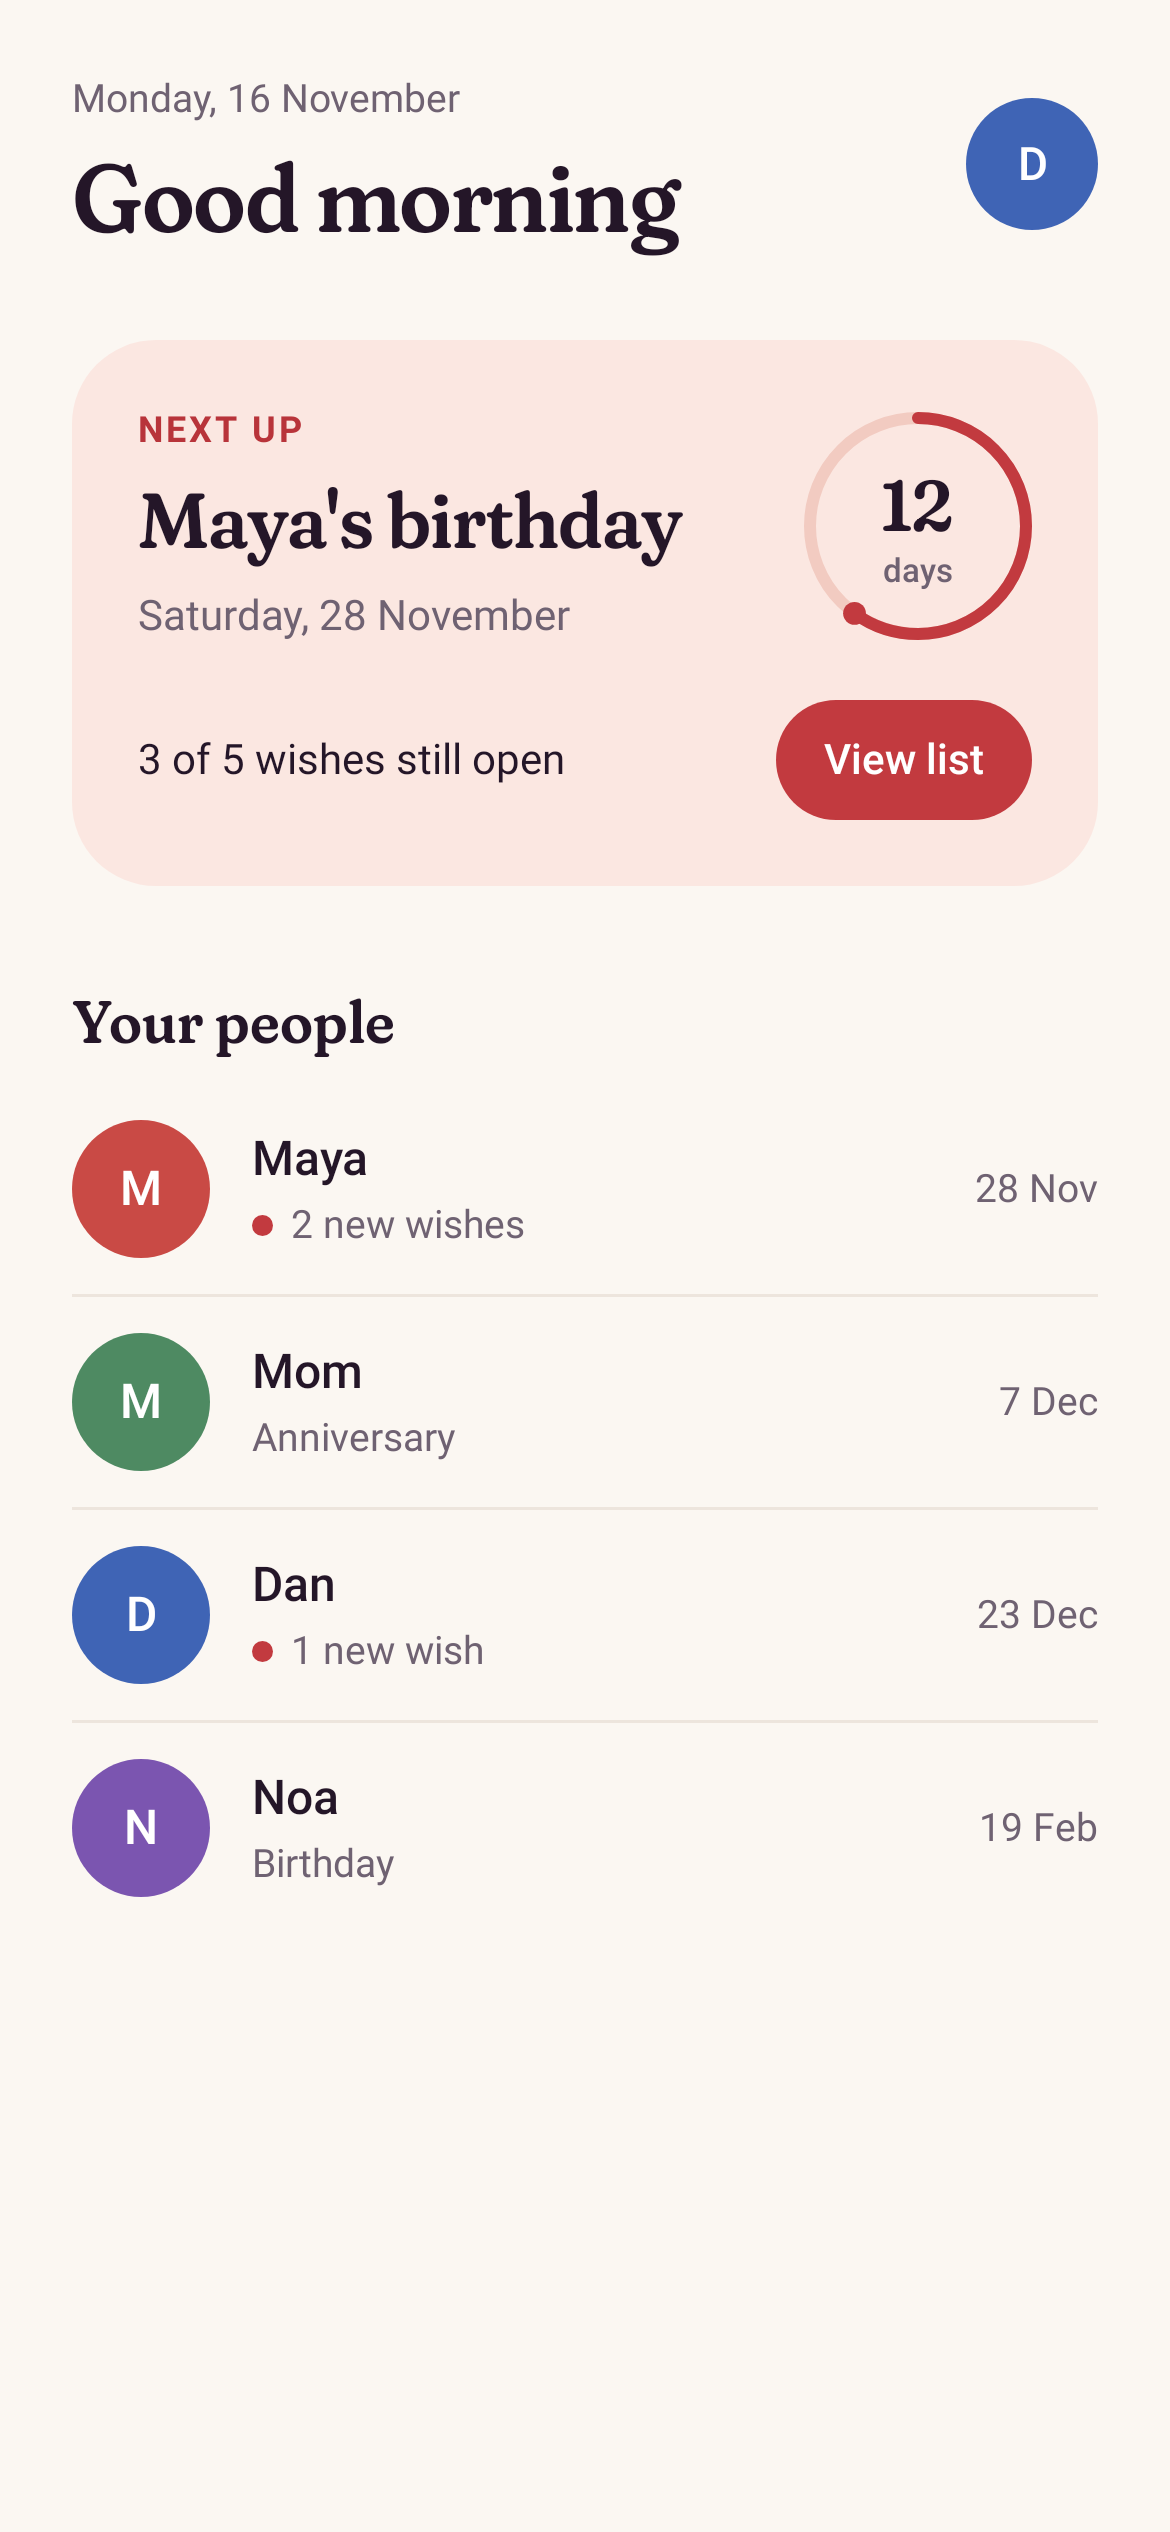 Monday, 16 November
Good morning
D
NEXT UP
Maya's birthday
Saturday, 28 November
12
days
3 of 5 wishes still open
View list
Your people
M
Maya
2 new wishes
28 Nov
M
Mom
Anniversary
7 Dec
D
Dan
1 new wish
23 Dec
N
Noa
Birthday
19 Feb